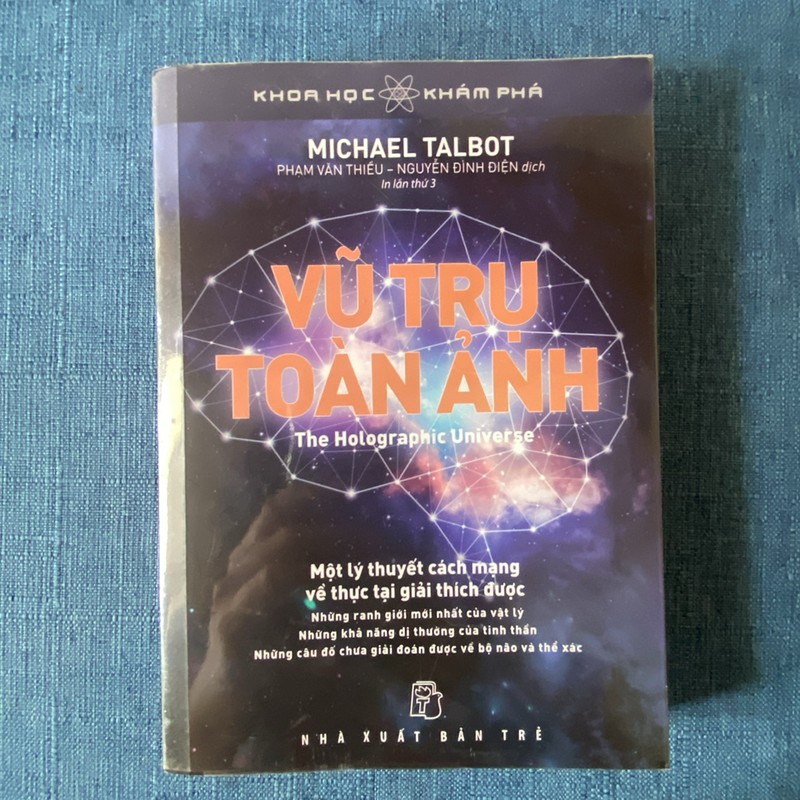 KHOA HỌC KHÁM PHÁ
MICHAEL TALBOT
PHẠM VĂN THIỀU – NGUYỄN ĐÌNH ĐIỆN dịch
In lần thứ 3
VŨ TRỤ
TOÀN ẢNH
The Holographic Universe
Một lý thuyết cách mạng
về thực tại giải thích được
Những ranh giới mới nhất của vật lý
Những khả năng dị thường của tinh thần
Những câu đố chưa giải đoán được về bộ não và thể xác
T
NHÀ XUẤT BẢN TRẺ